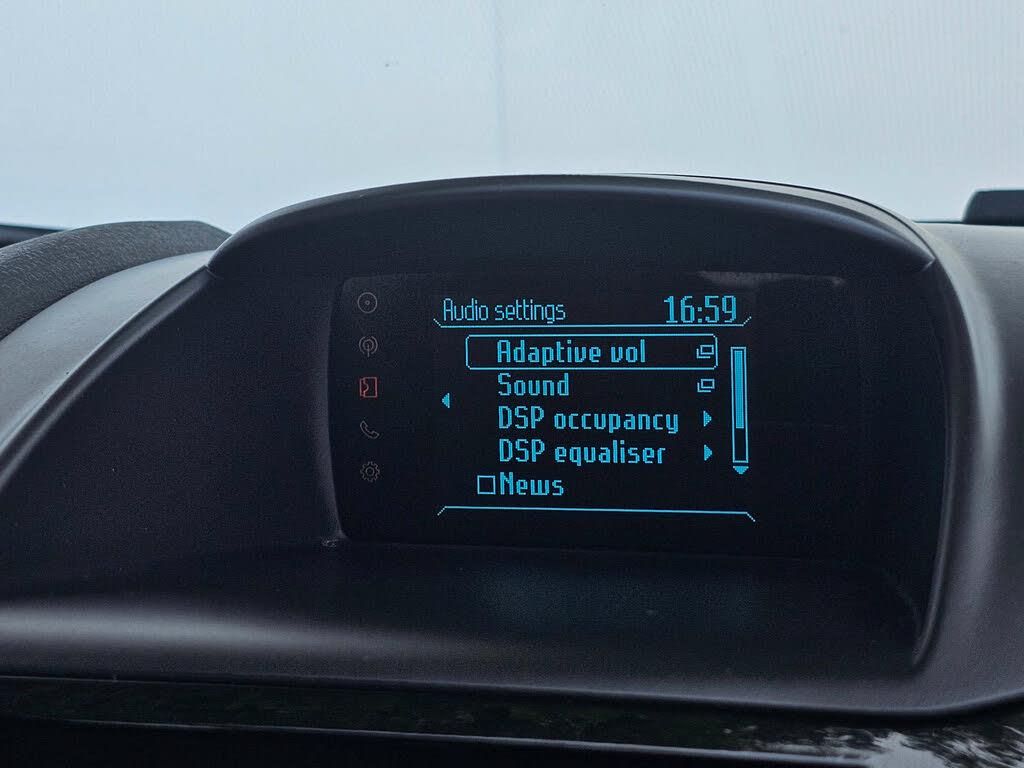 Audio settings 16:59
Adaptive vol
Sound
DSP occupancy
DSP equaliser
News